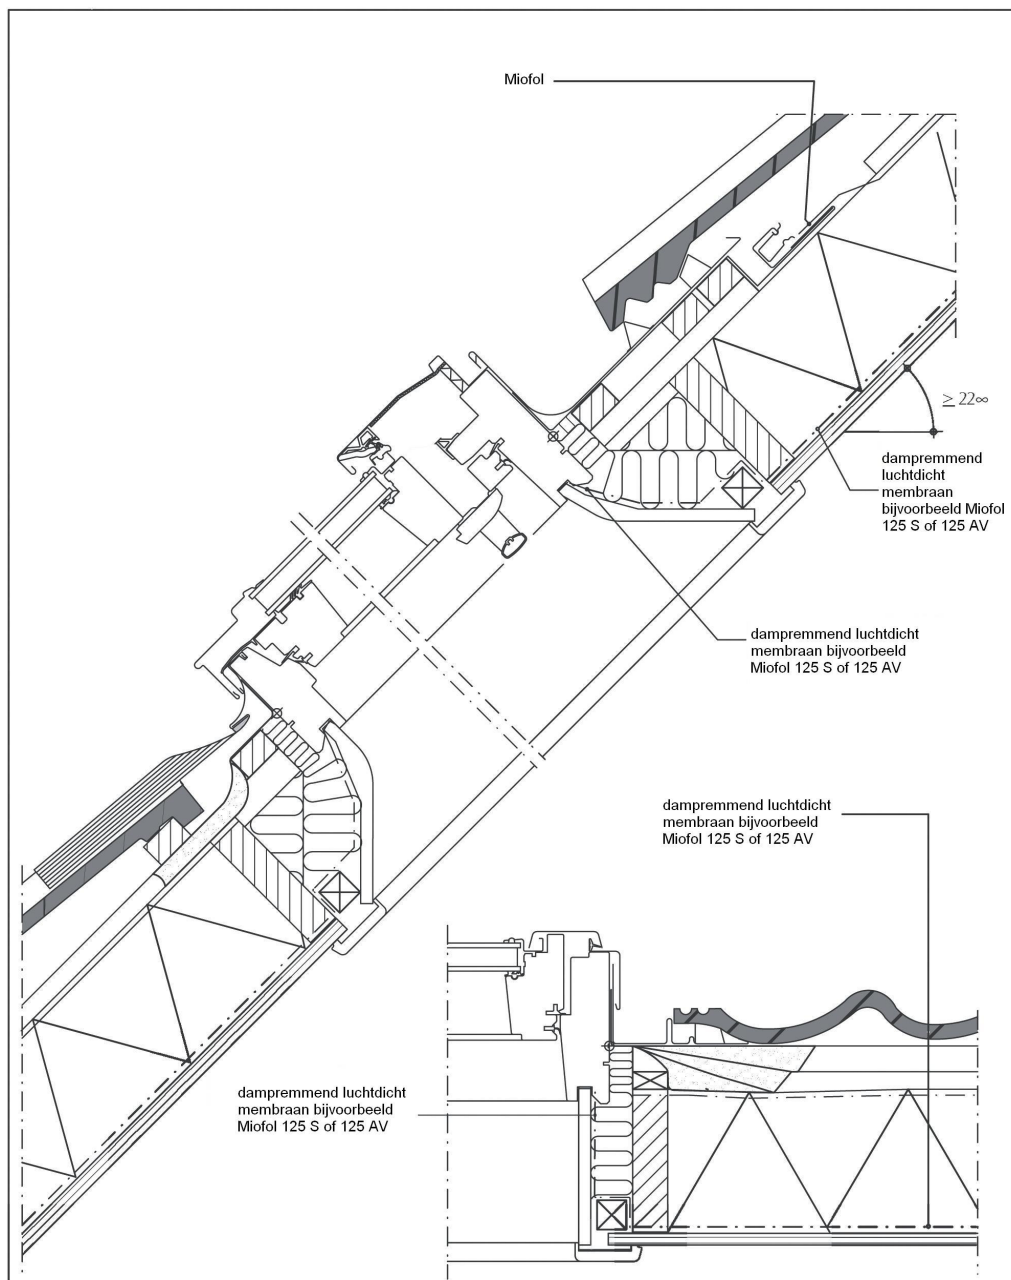 Miofol
≥ 22∞
dampremmend
luchtdicht
membraan
bijvoorbeeld Miofol
125 S of 125 AV
dampremmend luchtdicht
membraan bijvoorbeeld
Miofol 125 S of 125 AV
dampremmend luchtdicht
membraan bijvoorbeeld
Miofol 125 S of 125 AV
dampremmend luchtdicht
membraan bijvoorbeeld
Miofol 125 S of 125 AV